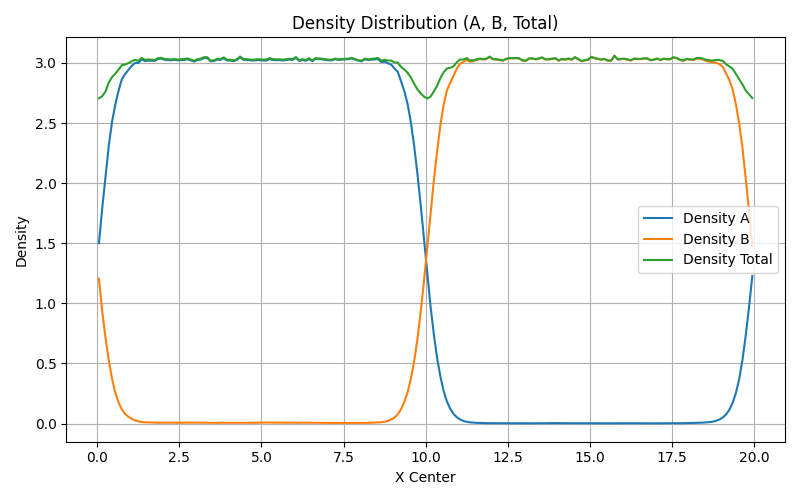 Density Distribution (A, B, Total)
Density
3.0
2.5
2.0
1.5
1.0
0.5
0.0
Density A
Density B
Density Total
0.0 2.5 5.0 7.5 10.0 12.5 15.0 17.5 20.0
X Center